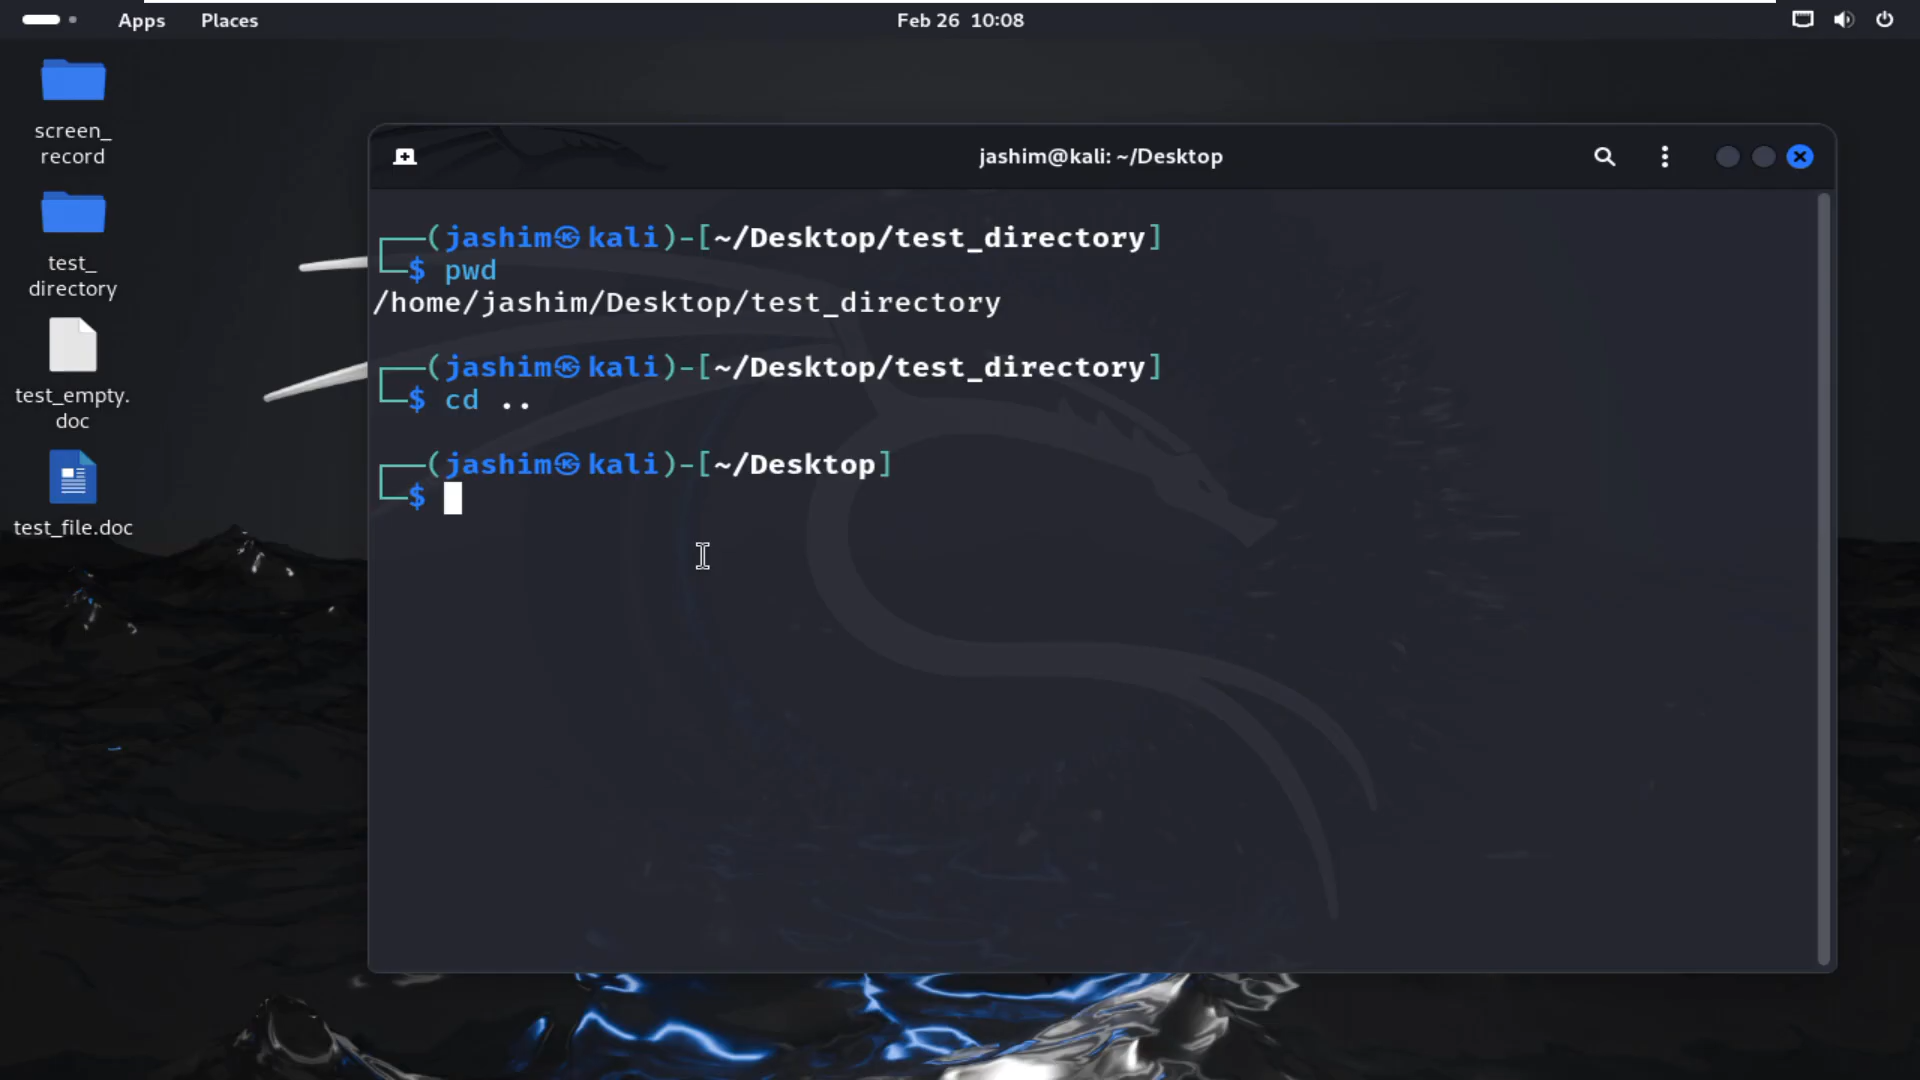 Apps Places Feb 26 10:08
screen_
record
test_
directory
test_empty.
doc
test_file.doc
jashim@kali: ~/Desktop
┌──(jashim㉿kali)-[~/Desktop/test_directory]
└─$ pwd
/home/jashim/Desktop/test_directory
┌──(jashim㉿kali)-[~/Desktop/test_directory]
└─$ cd ..
┌──(jashim㉿kali)-[~/Desktop]
└─$